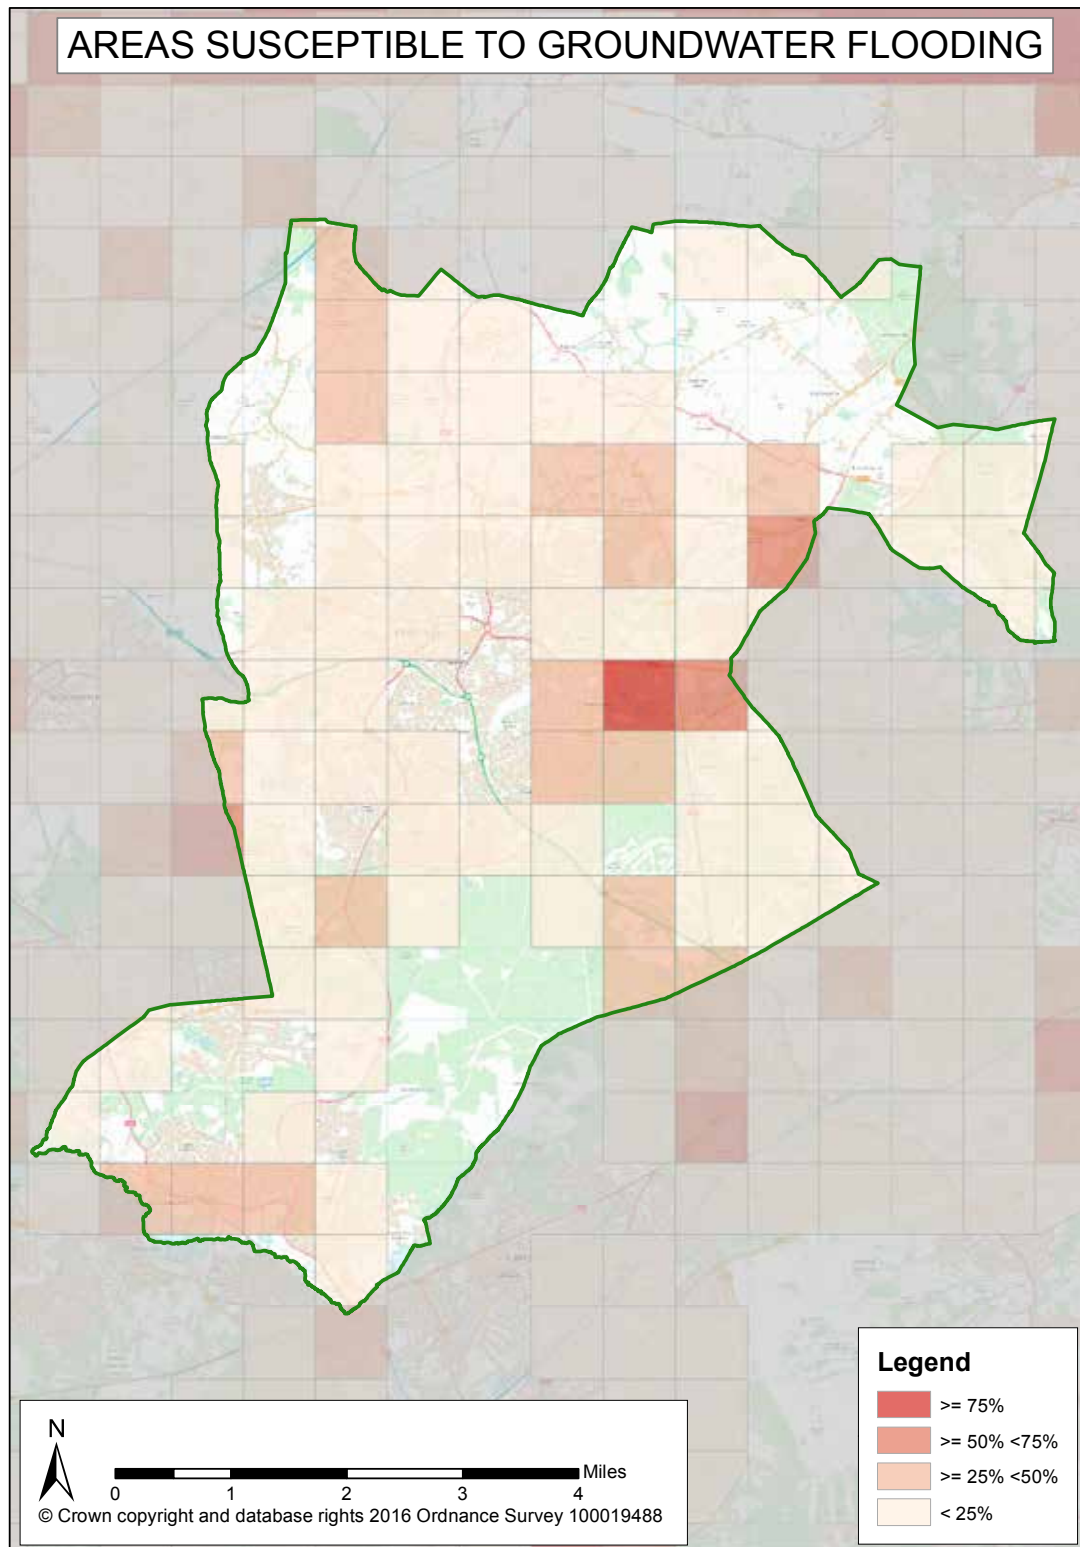 AREAS SUSCEPTIBLE TO GROUNDWATER FLOODING
Legend
>= 75%
>= 50% <75%
>= 25% <50%
< 25%
N
Miles
0 1 2 3 4
© Crown copyright and database rights 2016 Ordnance Survey 100019488